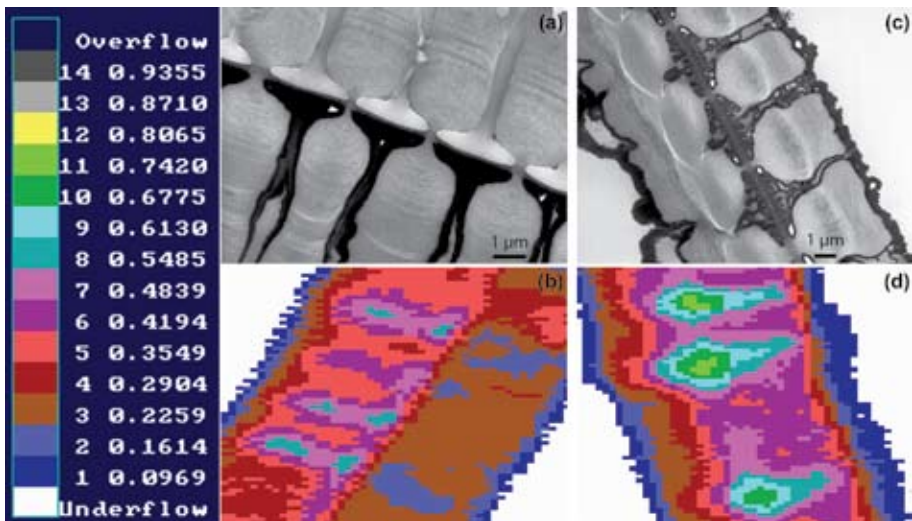 Overflow
14 0.9355
13 0.8710
12 0.8065
11 0.7420
10 0.6775
9 0.6130
8 0.5485
7 0.4839
6 0.4194
5 0.3549
4 0.2904
3 0.2259
2 0.1614
1 0.0969
Underflow
(a)
1 µm
(b)
(c)
1 µm
(d)